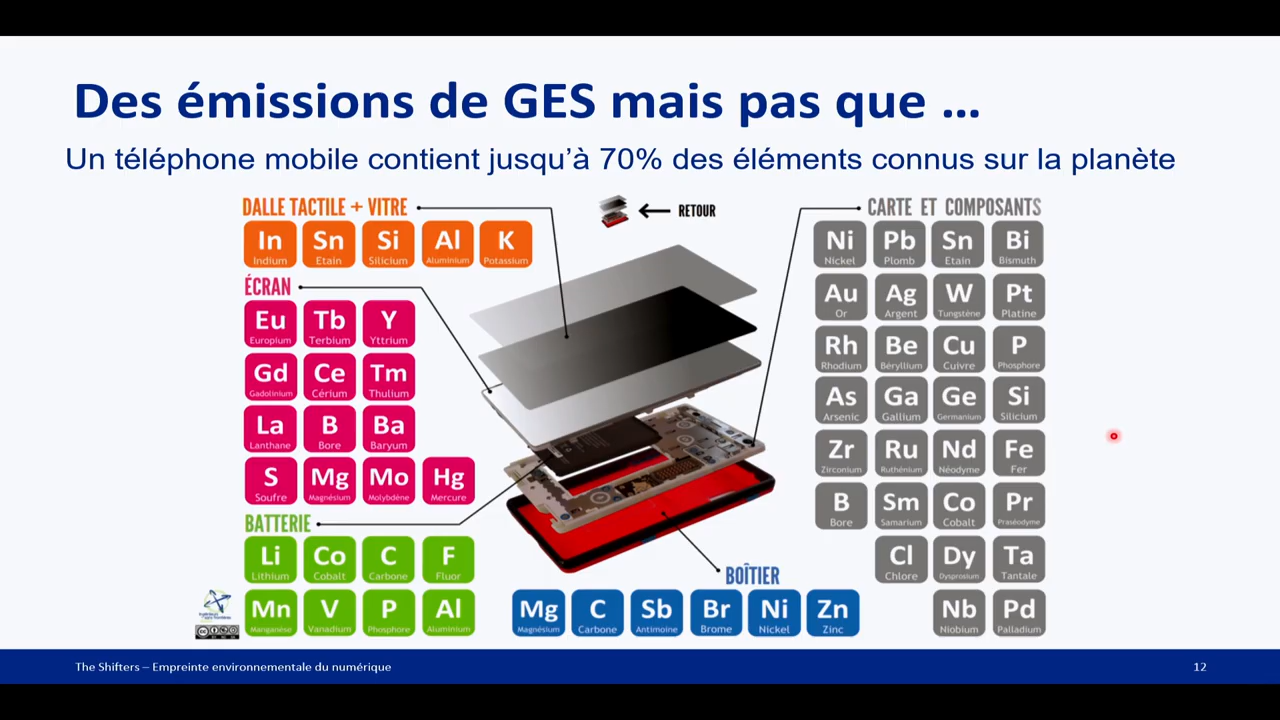 Des émissions de GES mais pas que ...
Un téléphone mobile contient jusqu’à 70% des éléments connus sur la planète
DALLE TACTILE + VITRE
RETOUR
CARTE ET COMPOSANTS
In Sn Si Al K
Indium Etain Silicium Aluminium Potassium
ÉCRAN
Eu Tb Y
Europium Terbium Yttrium
Gd Ce Tm
Gadolinium Cérium Thulium
La B Ba
Lanthane Bore Baryum
S Mg Mo Hg
Soufre Magnésium Molybdène Mercure
BATTERIE
Li Co C F
Lithium Cobalt Carbone Fluor
Mn V P Al
Manganèse Vanadium Phosphore Aluminium
Ni Pb Sn Bi
Nickel Plomb Etain Bismuth
Au Ag W Pt
Or Argent Tungstène Platine
Rh Be Cu P
Rhodium Béryllium Cuivre Phosphore
As Ga Ge Si
Arsenic Gallium Germanium Silicium
Zr Ru Nd Fe
Zirconium Ruthénium Néodyme Fer
B Sm Co Pr
Bore Samarium Cobalt Praséodyme
Cl Dy Ta
Chlore Dysprosium Tantale
Nb Pd
Niobium Palladium
BOÎTIER
Mg C Sb Br Ni Zn
Magnésium Carbone Antimoine Brome Nickel Zinc
The Shifters – Empreinte environnementale du numérique
12